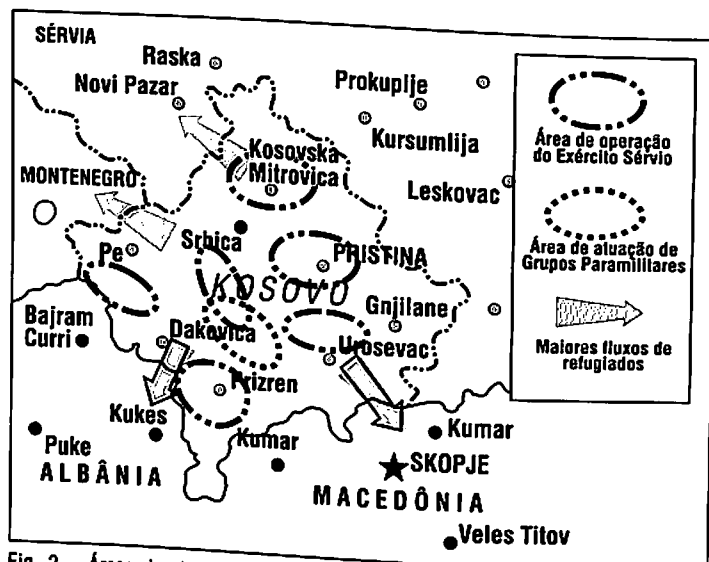 SÉRVIA
Raska
Novi Pazar
Prokuplje
Kursumlija
Kosovska
Mitrovica
Leskovac
MONTENEGRO
Pe
Srbica
PRISTINA
KOSOVO
Gnjilane
Bajram
Curri
Dakovica
Urosevac
Prizren
Kukes
Puke
Kumar
Kumar
SKOPJE
ALBÂNIA
MACEDÔNIA
Veles Titov
Área de operação
do Exército Sérvio
Área de atuação de
Grupos Paramilitares
Maiores fluxos de
refugiados